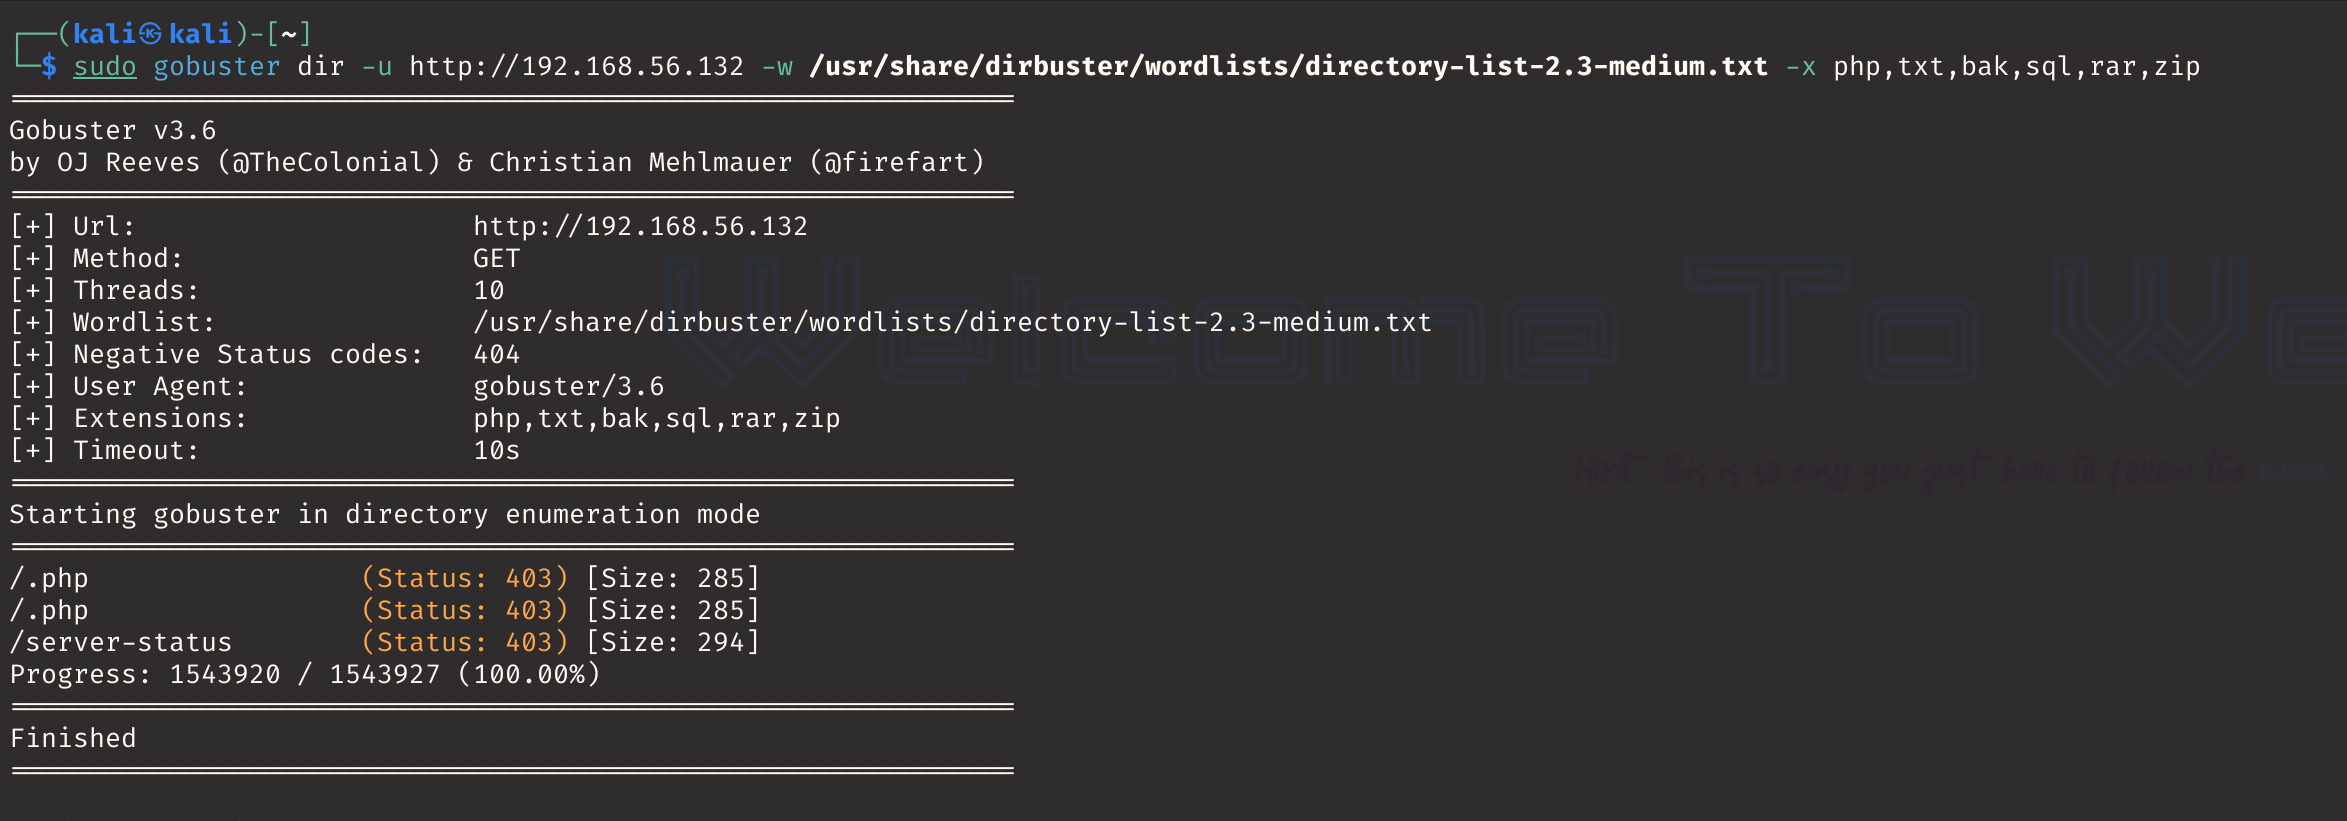 ┌──(kali㉿kali)-[~]
└─$ sudo gobuster dir -u http://192.168.56.132 -w /usr/share/dirbuster/wordlists/directory-list-2.3-medium.txt -x php,txt,bak,sql,rar,zip
===============================================================
Gobuster v3.6
by OJ Reeves (@TheColonial) & Christian Mehlmauer (@firefart)
===============================================================
[+] Url:                     http://192.168.56.132
[+] Method:                  GET
[+] Threads:                 10
[+] Wordlist:                /usr/share/dirbuster/wordlists/directory-list-2.3-medium.txt
[+] Negative Status codes:   404
[+] User Agent:              gobuster/3.6
[+] Extensions:              php,txt,bak,sql,rar,zip
[+] Timeout:                 10s
Welcome To We
Hint This is so easy you just have to follow the
===============================================================
Starting gobuster in directory enumeration mode
===============================================================
/.php                 (Status: 403) [Size: 285]
/.php                 (Status: 403) [Size: 285]
/server-status        (Status: 403) [Size: 294]
Progress: 1543920 / 1543927 (100.00%)
===============================================================
Finished
===============================================================